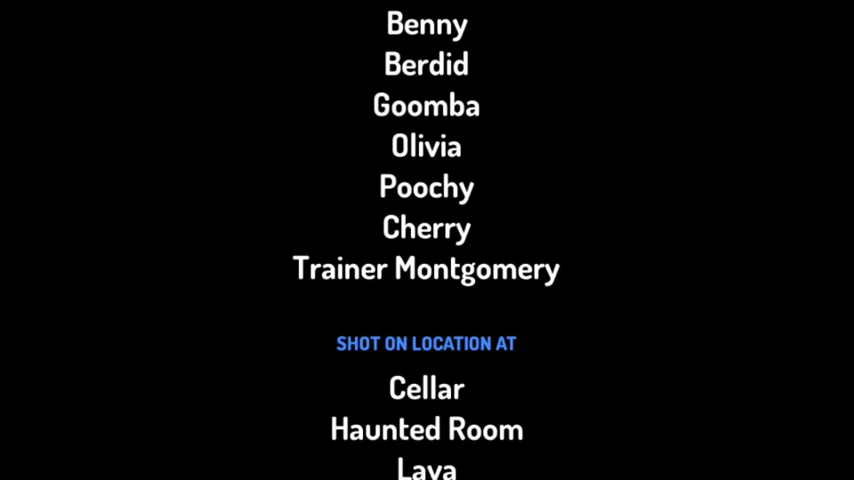 Benny
Berdid
Goomba
Olivia
Poochy
Cherry
Trainer Montgomery
SHOT ON LOCATION AT
Cellar
Haunted Room
Lava